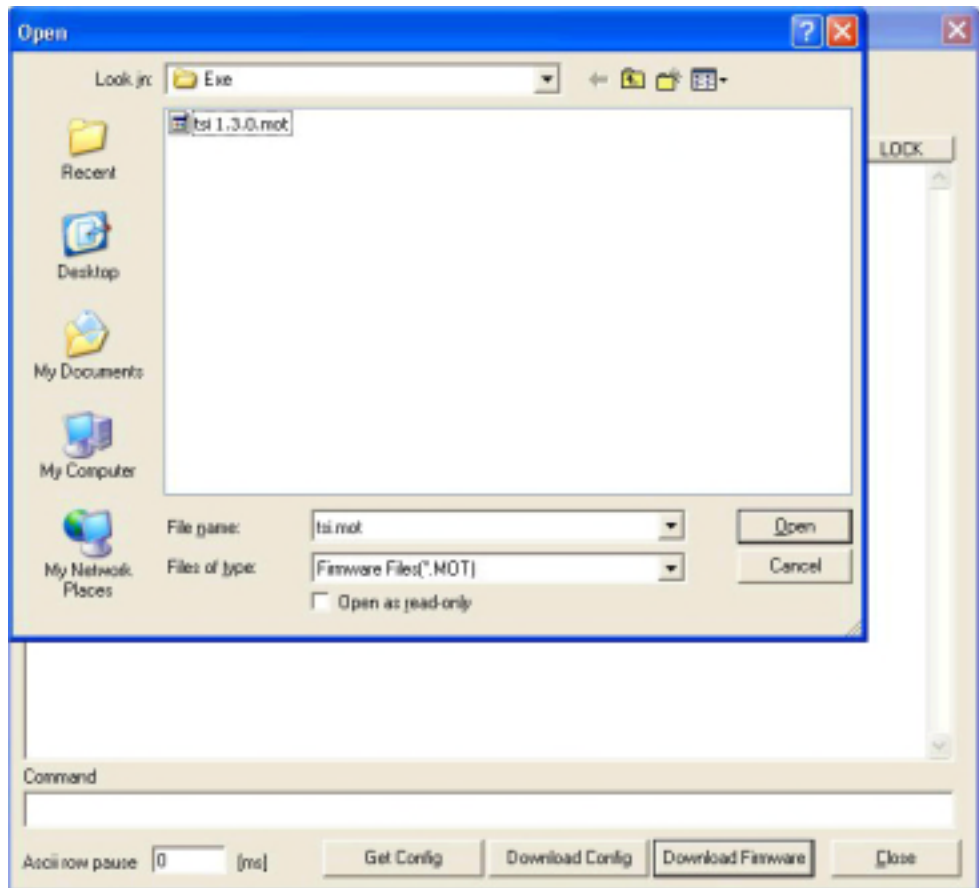 Open
Look in: Exe
tsi 1.3.0.mot
LOCK
Recent
Desktop
My Documents
My Computer
My Network
Places
File name: tsi.mot
Open
Files of type: Firmware Files(*.MOT)
Cancel
Open as read-only
Command
Ascii row pause 0 [ms] Get Config Download Config Download Firmware Close